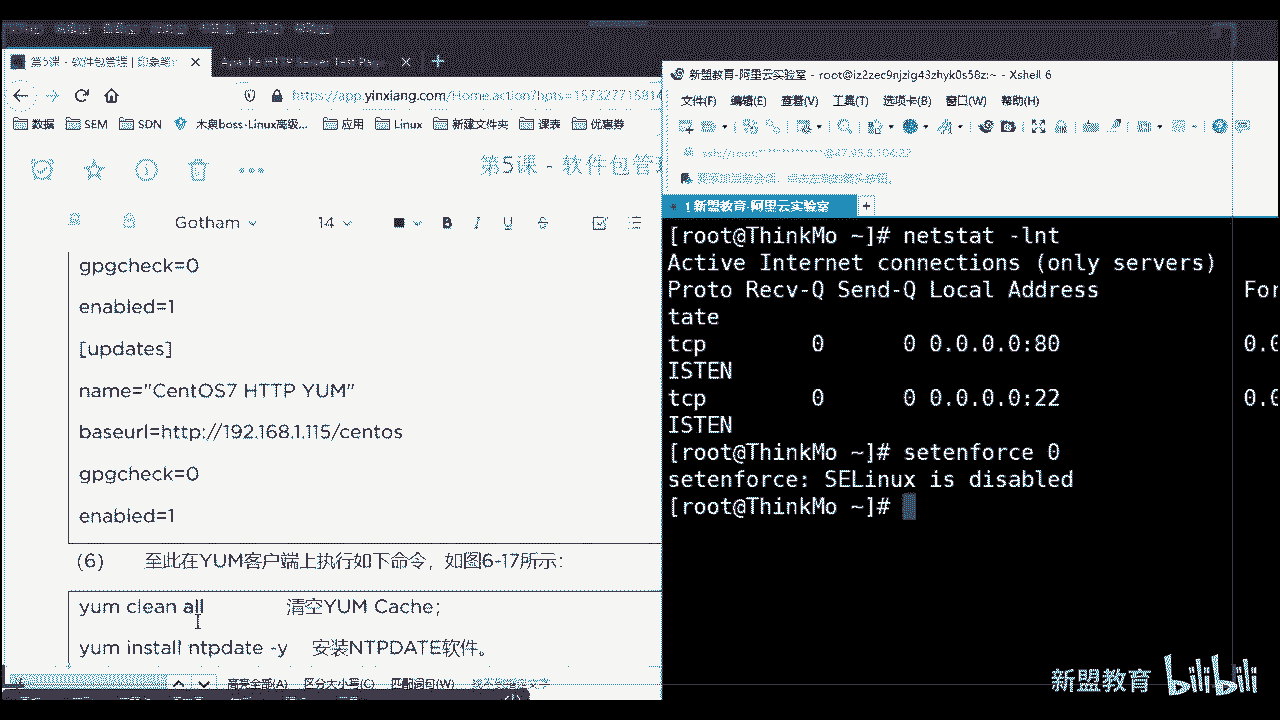 第5课 - 软件包管理 | 印象笔
Apache HTTP Server Test Page
https://app.yinxiang.com/Home.action?bpts=157327715814
数据 SEM SDN 木泉boss-Linux高级... 应用 Linux 新建文件夹 课表 优惠券
第5课 - 软件包管理
Gotham 14 B I U S
gpgcheck=0
enabled=1
[updates]
name="CentOS7 HTTP YUM"
baseurl=http://192.168.1.115/centos
gpgcheck=0
enabled=1
(6) 至此在YUM客户端上执行如下命令，如图6-17所示：
yum clean all 清空YUM Cache；
yum install ntpdate -y 安装NTPDATE软件。
高亮全部(A) 区分大小写(C) 匹配词句(W)
新盟教育-阿里云实验室 - root@iz2zec9njzig43zhyk0s58z:~ - Xshell 6
文件(F) 编辑(E) 查看(V) 工具(T) 选项卡(B) 窗口(W) 帮助(H)
1 新盟教育-阿里云实验室
[root@ThinkMo ~]# netstat -lnt
Active Internet connections (only servers)
Proto Recv-Q Send-Q Local Address For
tate
tcp 0 0 0.0.0.0:80 0.0
ISTEN
tcp 0 0 0.0.0.0:22 0.0
ISTEN
[root@ThinkMo ~]# setenforce 0
setenforce: SELinux is disabled
[root@ThinkMo ~]#
新盟教育 bilibili